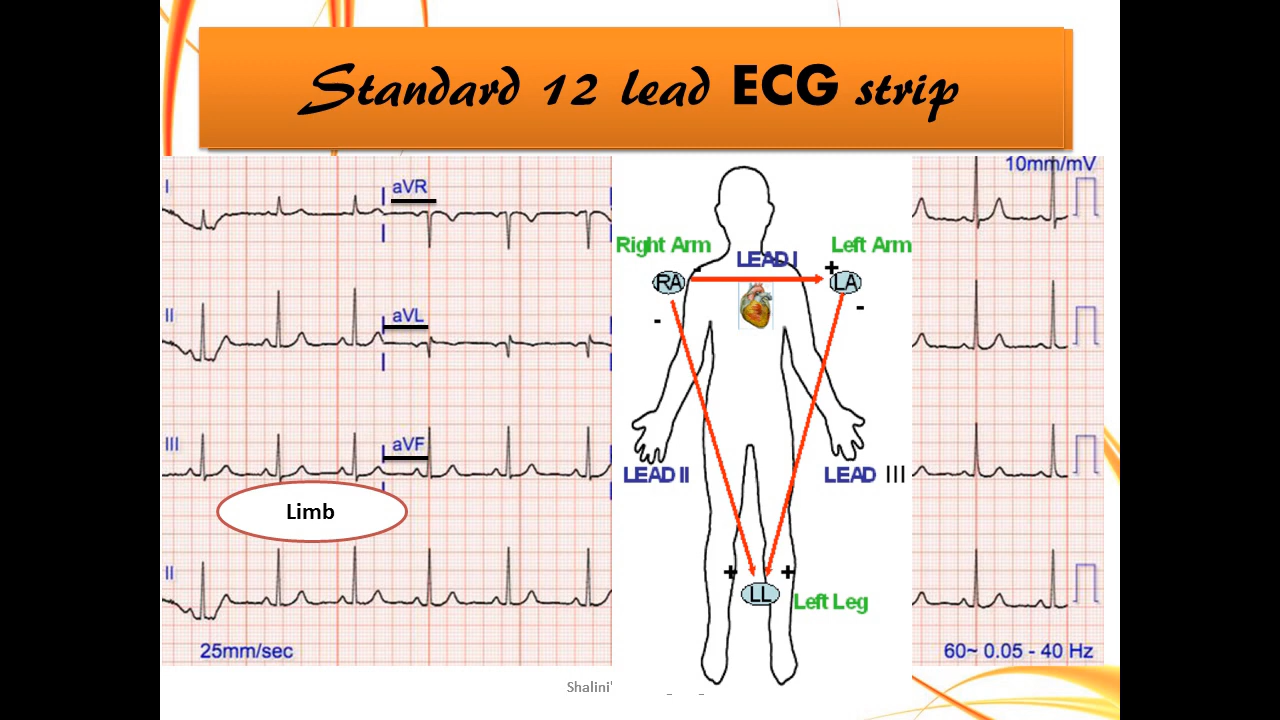 Standard 12 lead ECG strip
I
aVR
10mm/mV
Right Arm
Left Arm
LEAD I
- +
RA
LA
- -
II
aVL
III
aVF
LEAD II
LEAD III
Limb
II
+ +
LL
Left Leg
25mm/sec
60~ 0.05 - 40 Hz
Shalini'